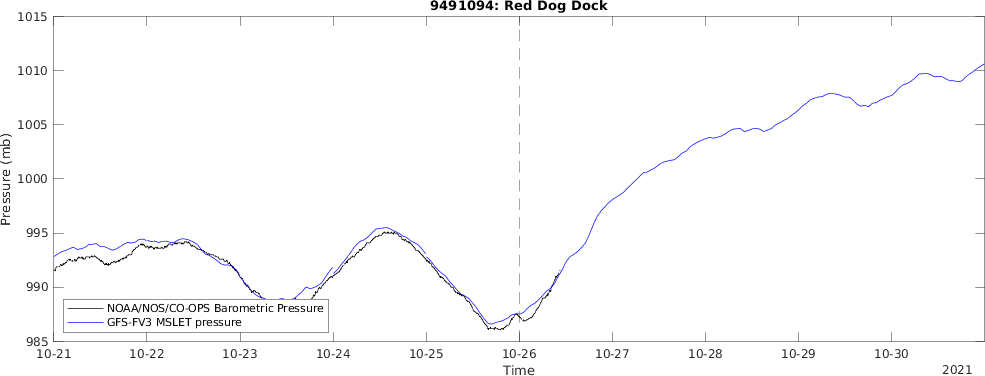 9491094: Red Dog Dock
Pressure (mb)
1015
1010
1005
1000
995
990
985
NOAA/NOS/CO-OPS Barometric Pressure
GFS-FV3 MSLET pressure
10-21 10-22 10-23 10-24 10-25 10-26 10-27 10-28 10-29 10-30
Time
2021